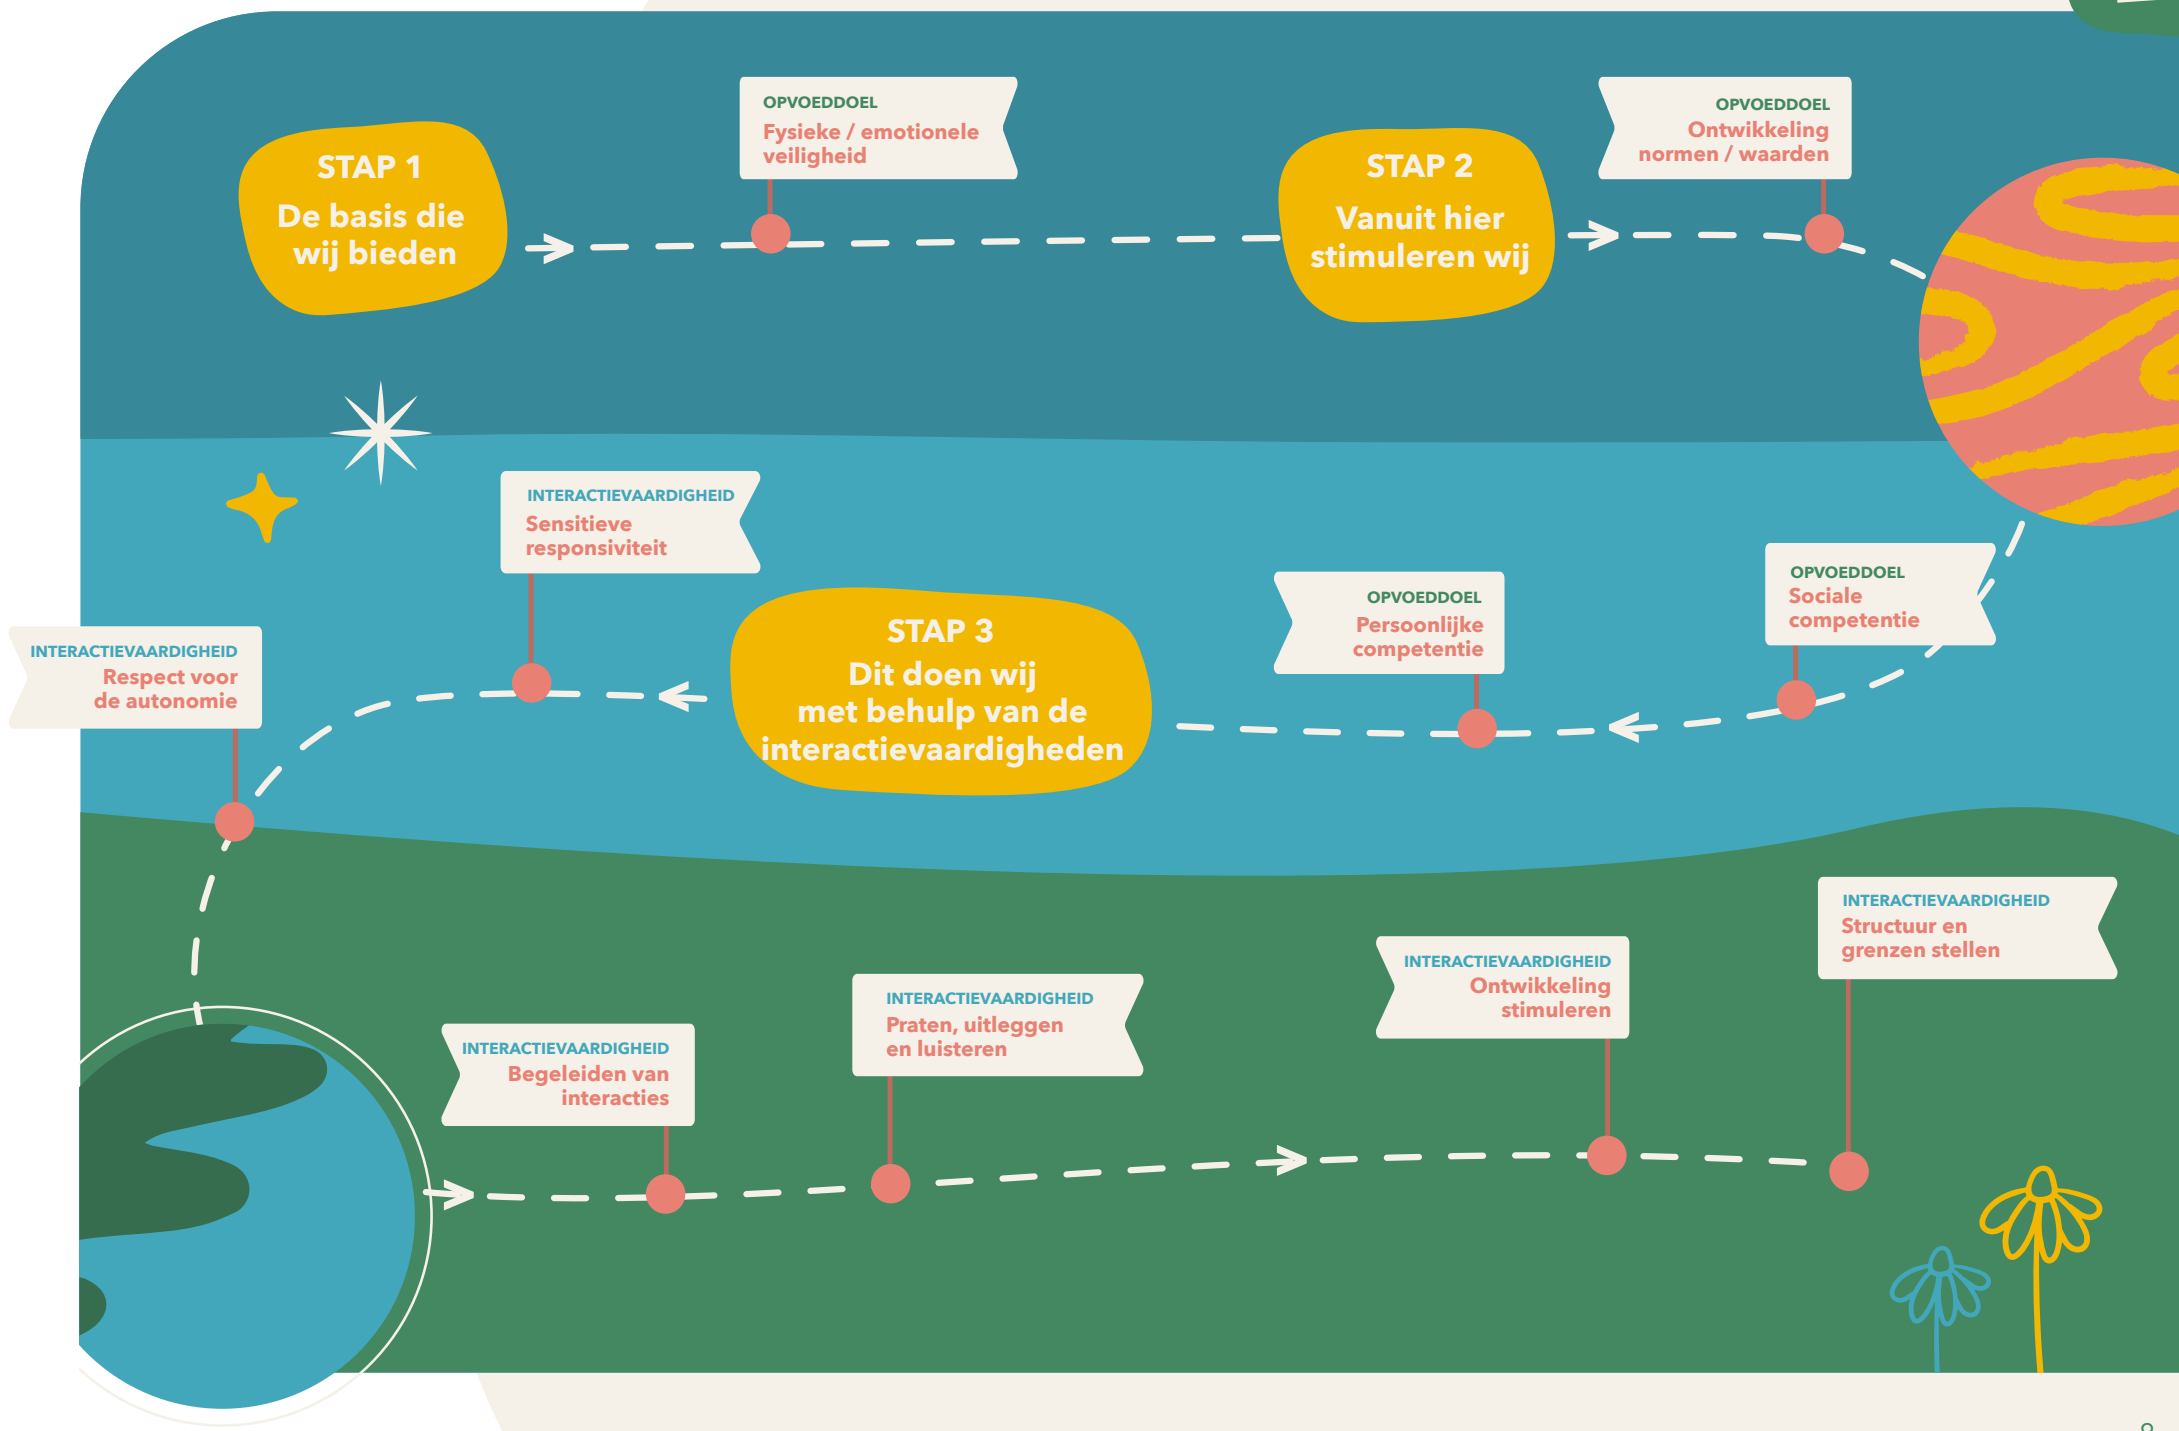 STAP 1
De basis die
wij bieden
OPVOEDDOEL
Fysieke / emotionele
veiligheid
STAP 2
Vanuit hier
stimuleren wij
OPVOEDDOEL
Ontwikkeling
normen / waarden
OPVOEDDOEL
Sociale
competentie
OPVOEDDOEL
Persoonlijke
competentie
STAP 3
Dit doen wij
met behulp van de
interactievaardigheden
INTERACTIEVAARDIGHEID
Sensitieve
responsiviteit
INTERACTIEVAARDIGHEID
Respect voor
de autonomie
INTERACTIEVAARDIGHEID
Begeleiden van
interacties
INTERACTIEVAARDIGHEID
Praten, uitleggen
en luisteren
INTERACTIEVAARDIGHEID
Ontwikkeling
stimuleren
INTERACTIEVAARDIGHEID
Structuur en
grenzen stellen